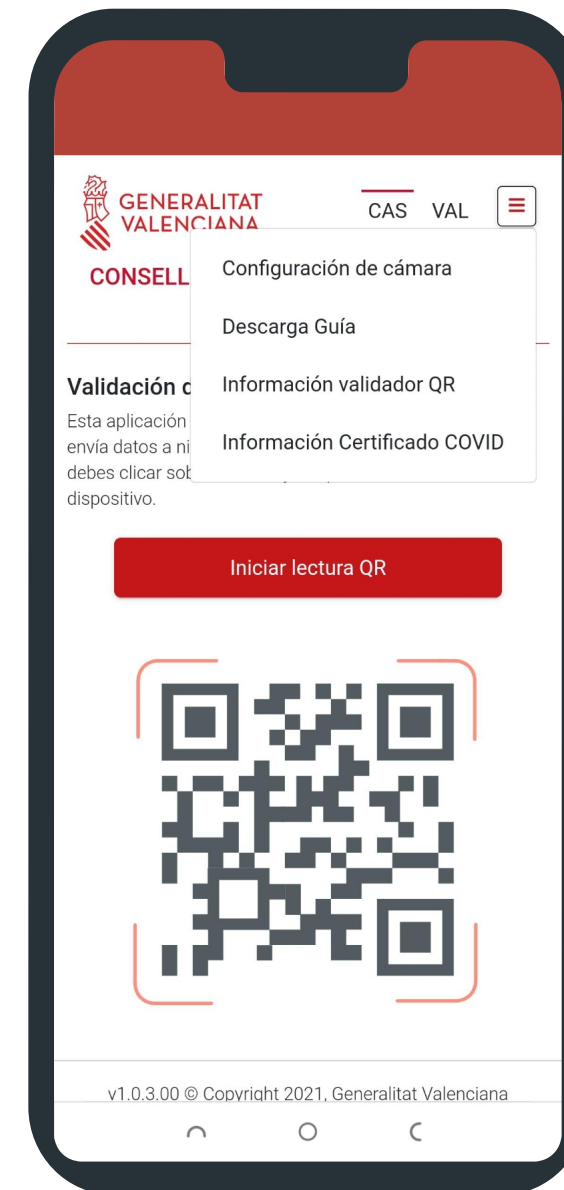 GENERALITAT
VALENCIANA
CAS VAL
CONSELL
Configuración de cámara
Descarga Guía
Información validador QR
Información Certificado COVID
Validación
Esta aplicación
envía datos a
debes clicar
dispositivo.
Iniciar lectura QR
v1.0.3.00 © Copyright 2021, Generalitat Valenciana